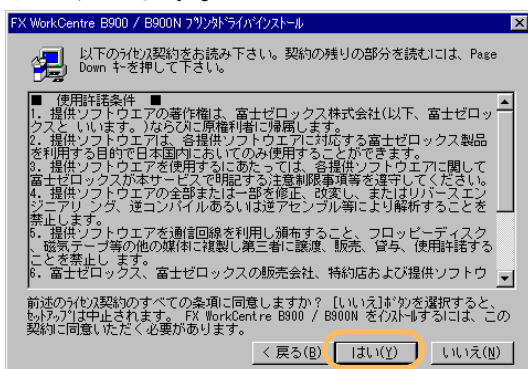 FX WorkCentre B900 / B900N ﾌﾟﾘﾝﾀﾄﾞﾗｲﾊﾞｲﾝｽﾄｰﾙ
以下のﾗｲｾﾝｽ契約をお読み下さい。契約の残りの部分を読むには、Page
Down ｷｰを押して下さい。
■ 使用許諾条件 ■
1. 提供ソフトウエアの著作権は、富士ゼロックス株式会社(以下、富士ゼロッ
クスと いいます。)ならびに原権利者に帰属します。
2. 提供ソフトウエアは、各提供ソフトウエアに対応する富士ゼロックス製品
を利用する目的で日本国内においてのみ使用することができます。
3. 提供ソフトウエアを使用するにあたっては、各提供ソフトウエアに関して
富士ゼロックスが本サービスで明記する注意制限事項等を遵守してください。
4. 提供ソフトウエアの全部または一部を修正、改変し、またはリバースエン
ジニアリング、逆コンパイルあるいは逆アセンブル等により解析することを
禁止します。
5. 提供ソフトウエアを通信回線を利用し頒布すること、フロッピーディスク
、磁気テープ等の他の媒体に複製し第三者に譲渡、販売、貸与、使用許諾する
ことを禁止し ます。
6. 富士ゼロックス、富士ゼロックスの販売会社、特約店および提供ソフトウ
前述のﾗｲｾﾝｽ契約のすべての条項に同意しますか? [いいえ]ﾎﾞﾀﾝを選択すると、
ｾｯﾄｱｯﾌﾟは中止されます。 FX WorkCentre B900 / B900N をｲﾝｽﾄｰﾙするには、この
契約に同意いただく必要があります。
< 戻る(B) はい(Y) いいえ(N)